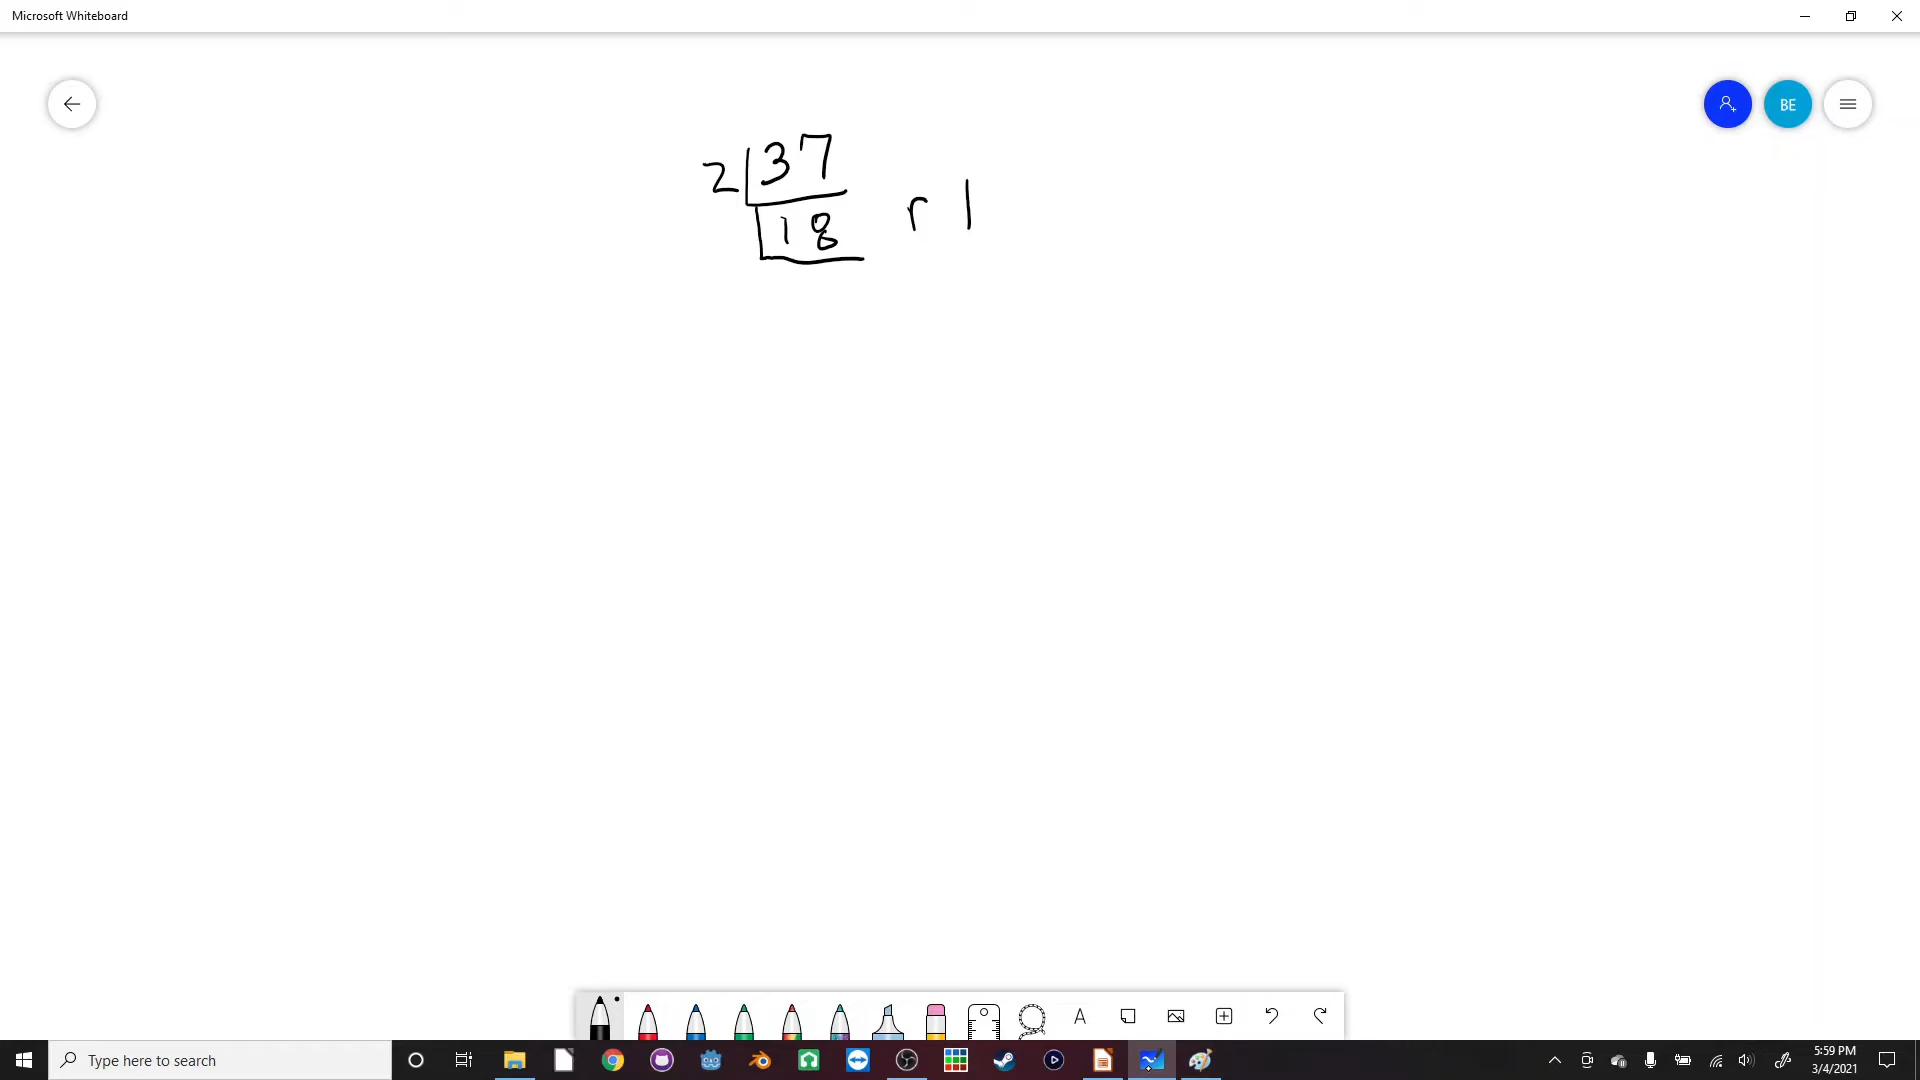 Microsoft Whiteboard
BE
2 37
18 r 1
A
Type here to search
5:59 PM
3/4/2021